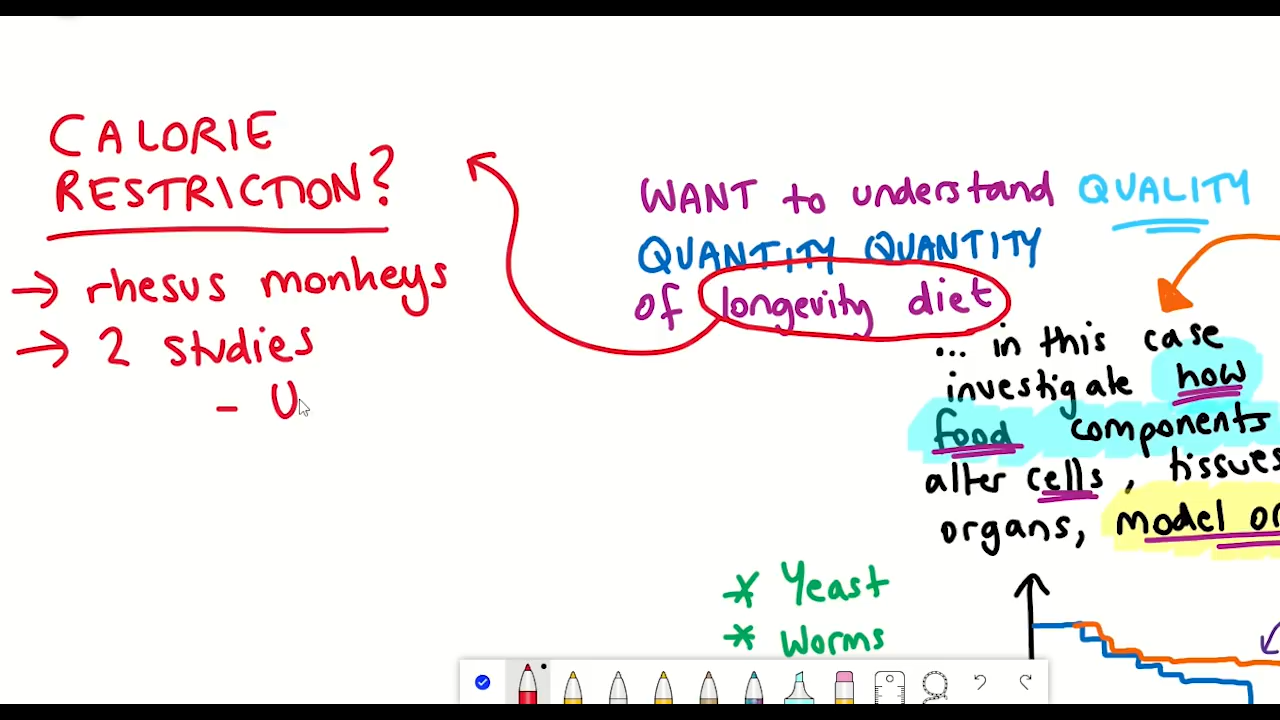 CALORIE
RESTRICTION?
→ rhesus monkeys
→ 2 studies
- U
WANT to understand QUALITY
QUANTITY QUANTITY
of longevity diet
... in this case
investigate how
food components
alter cells, tissues
organs, model or
* Yeast
* Worms